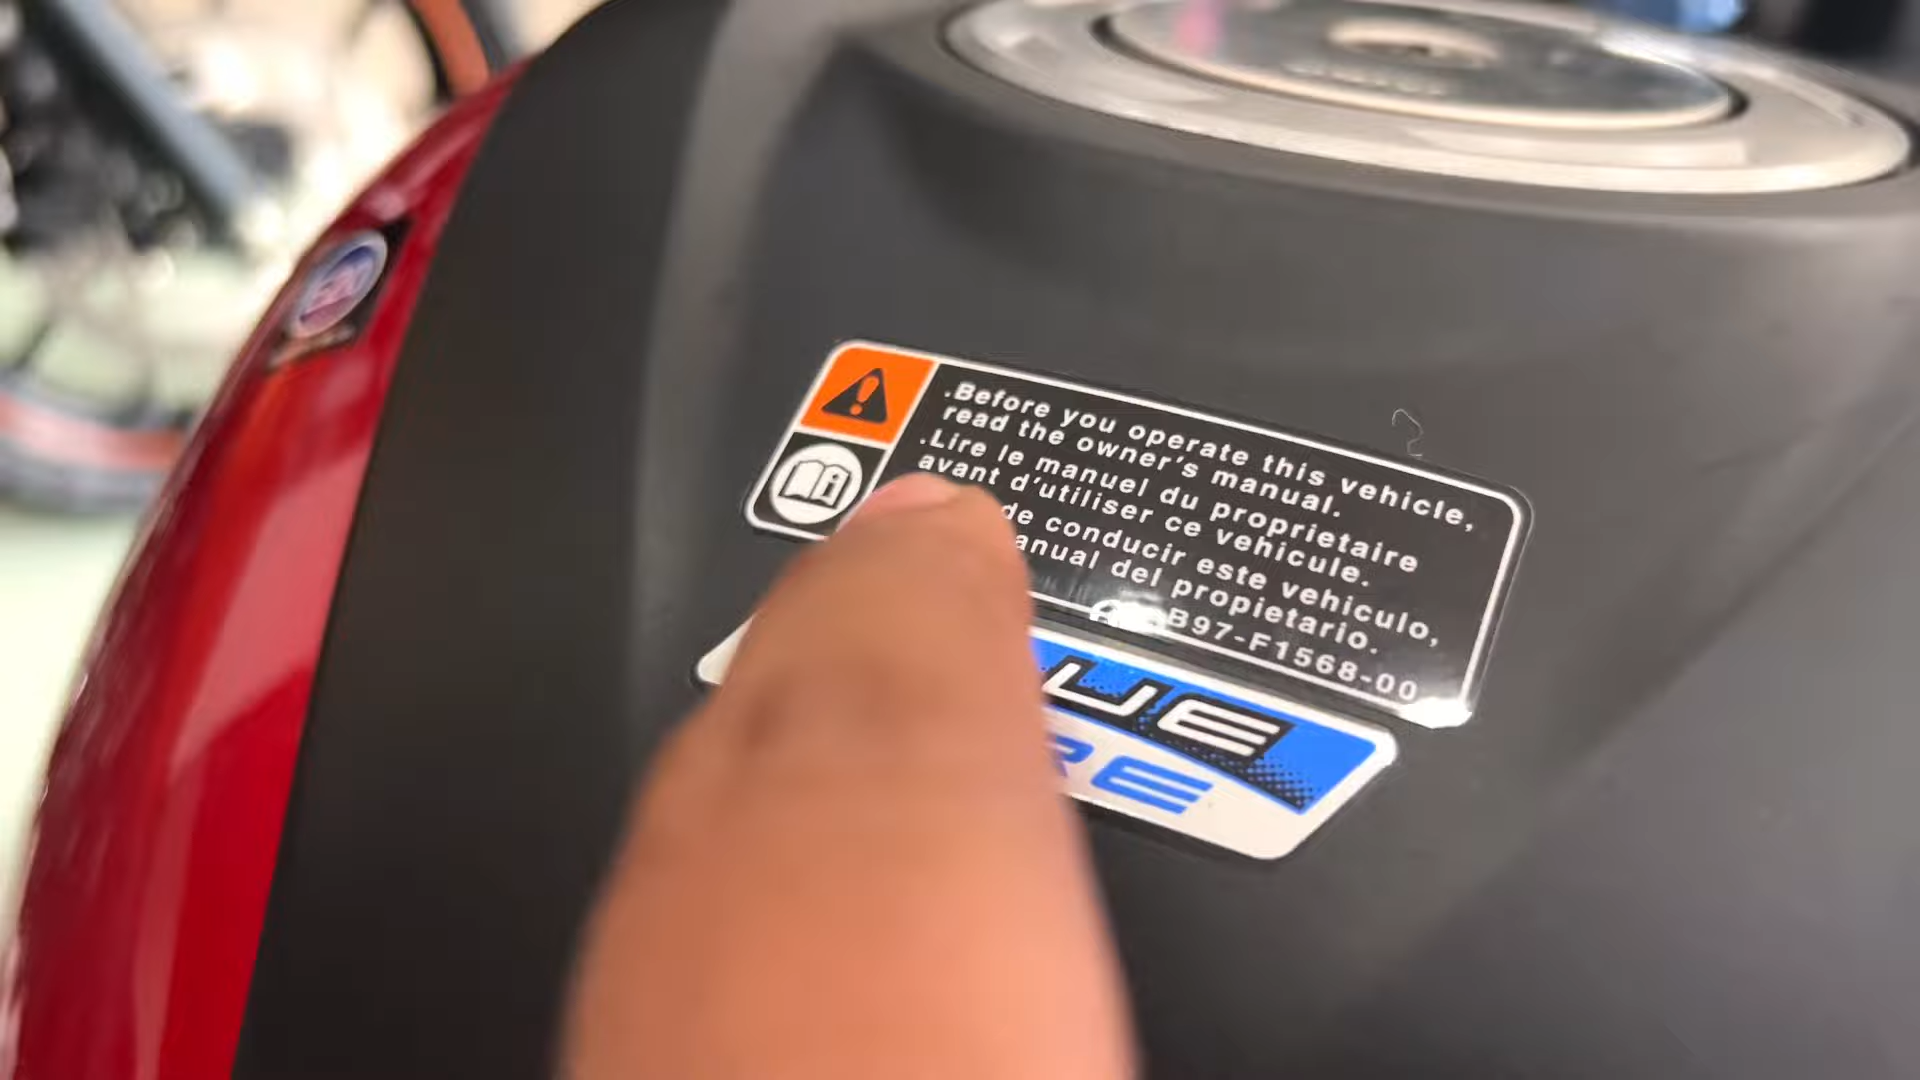 .Before you operate this vehicle,
read the owner's manual.
.Lire le manuel du proprietaire
avant d'utiliser ce vehicule.
de conducir este vehiculo,
del propietario.
B97-F1568-00